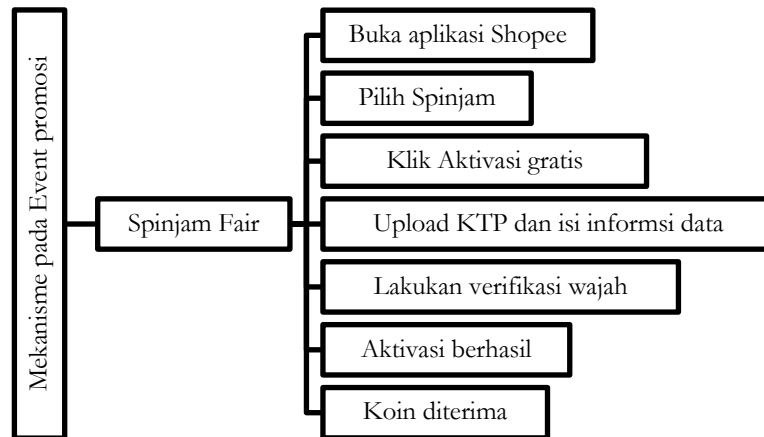 Mekanisme pada Event promosi
Spinjam Fair
Buka aplikasi Shopee
Pilih Spinjam
Klik Aktivasi gratis
Upload KTP dan isi informsi data
Lakukan verifikasi wajah
Aktivasi berhasil
Koin diterima